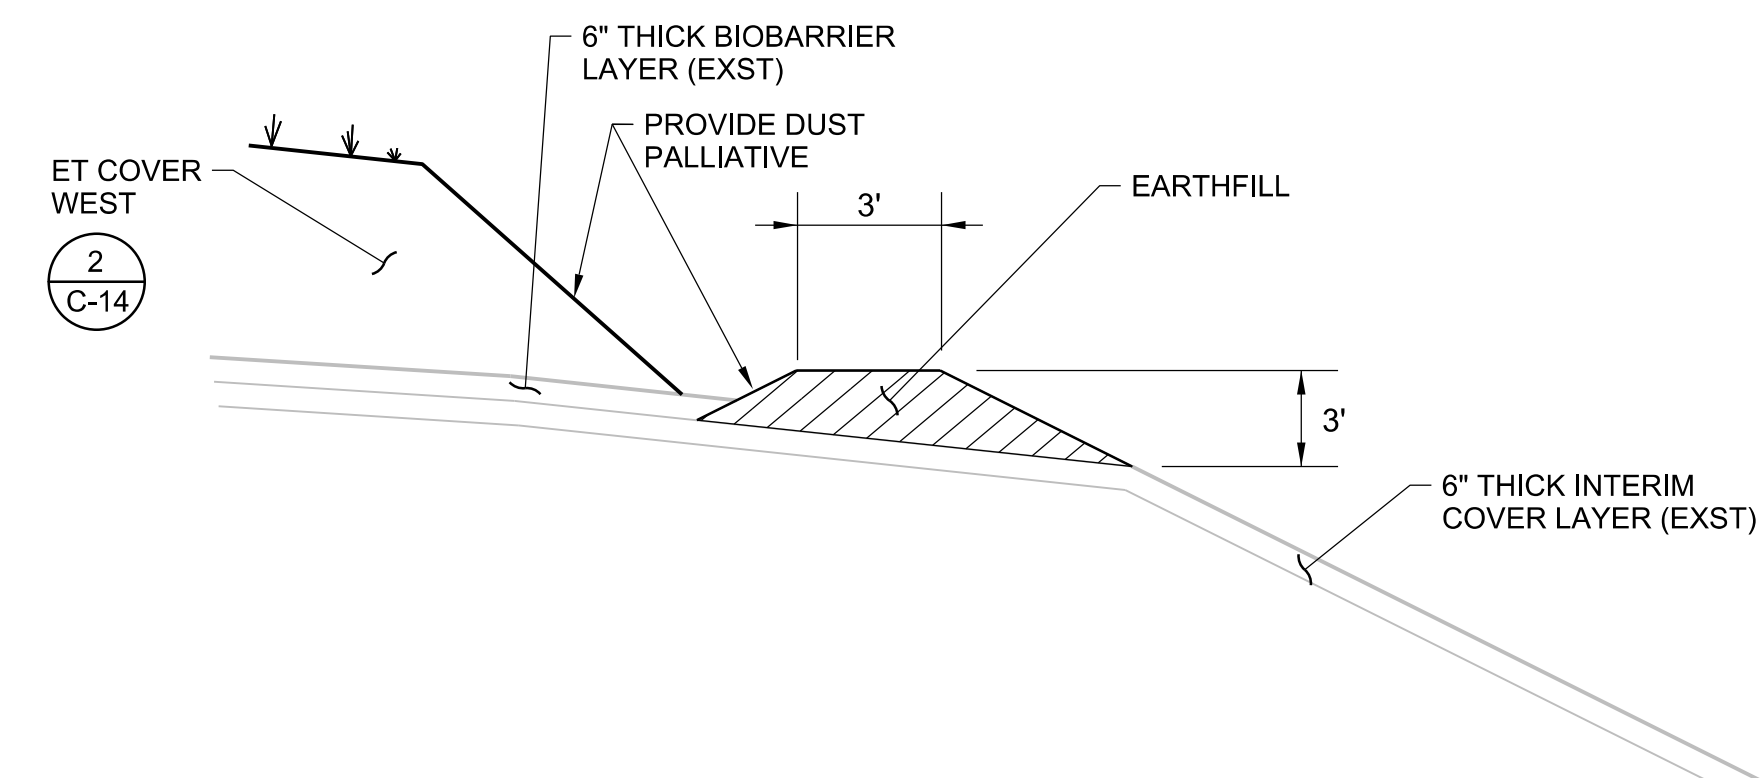 6" THICK BIOBARRIER
LAYER (EXST)
PROVIDE DUST
PALLIATIVE
ET COVER
WEST
2
C-14
3'
EARTHFILL
3'
6" THICK INTERIM
COVER LAYER (EXST)